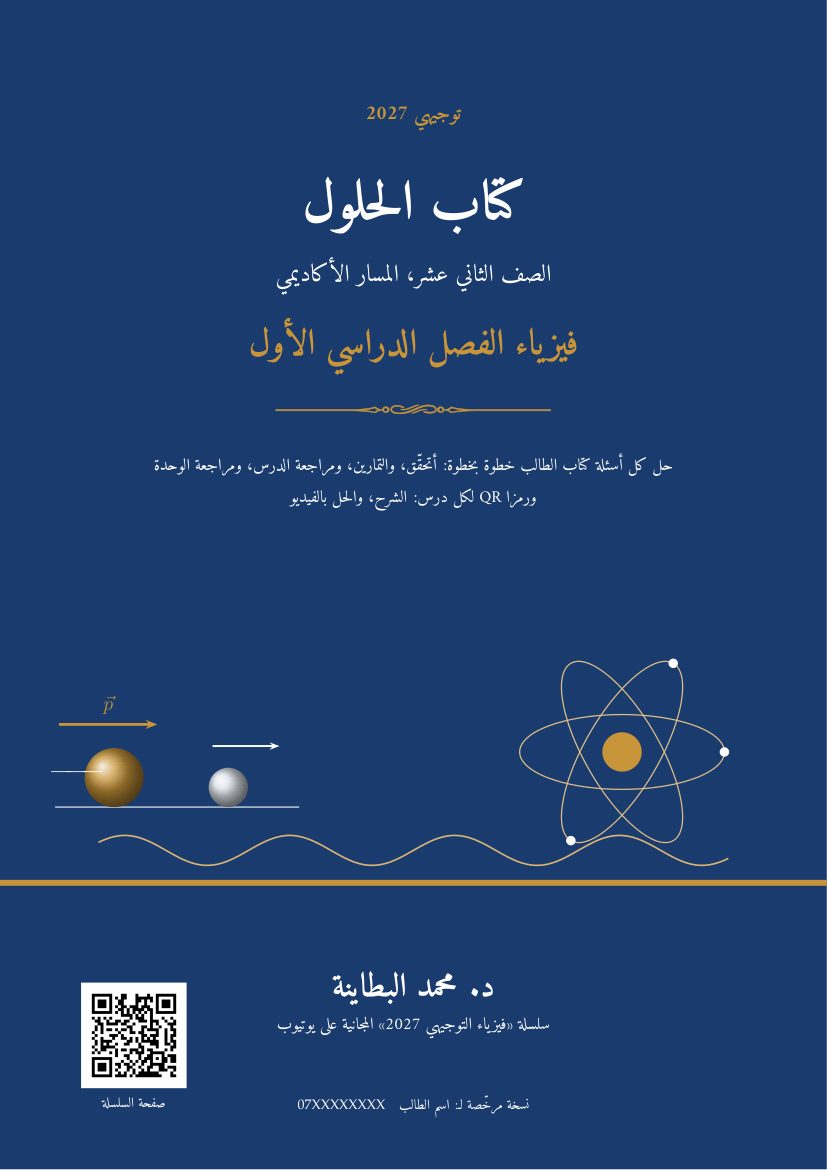 توجيهي 2027
كتاب الحلول
الصف الثاني عشر، المسار الأكاديمي
فيزياء الفصل الدراسي الأول
حل كل أسئلة كتاب الطالب خطوة بخطوة: أتحقّق، والتمارين، ومراجعة الدرس، ومراجعة الوحدة
ورمزا QR لكل درس: الشرح، والحل بالفيديو
p⃗
د. محمد البطاينة
سلسلة «فيزياء التوجيهي 2027» المجانية على يوتيوب
صفحة السلسلة
نسخة مرخّصة لـ: اسم الطالب 07XXXXXXXX